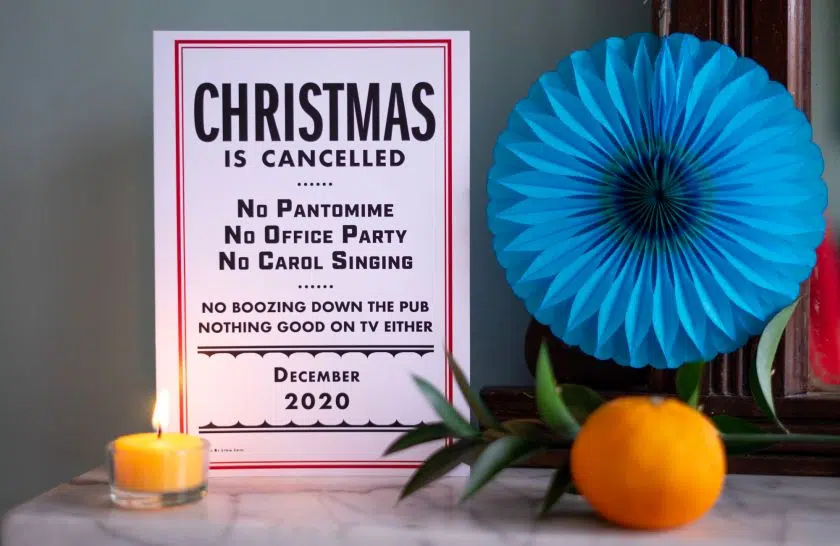 CHRISTMAS
IS CANCELLED
No Pantomime
No Office Party
No Carol Singing
NO BOOZING DOWN THE PUB
NOTHING GOOD ON TV EITHER
December
2020